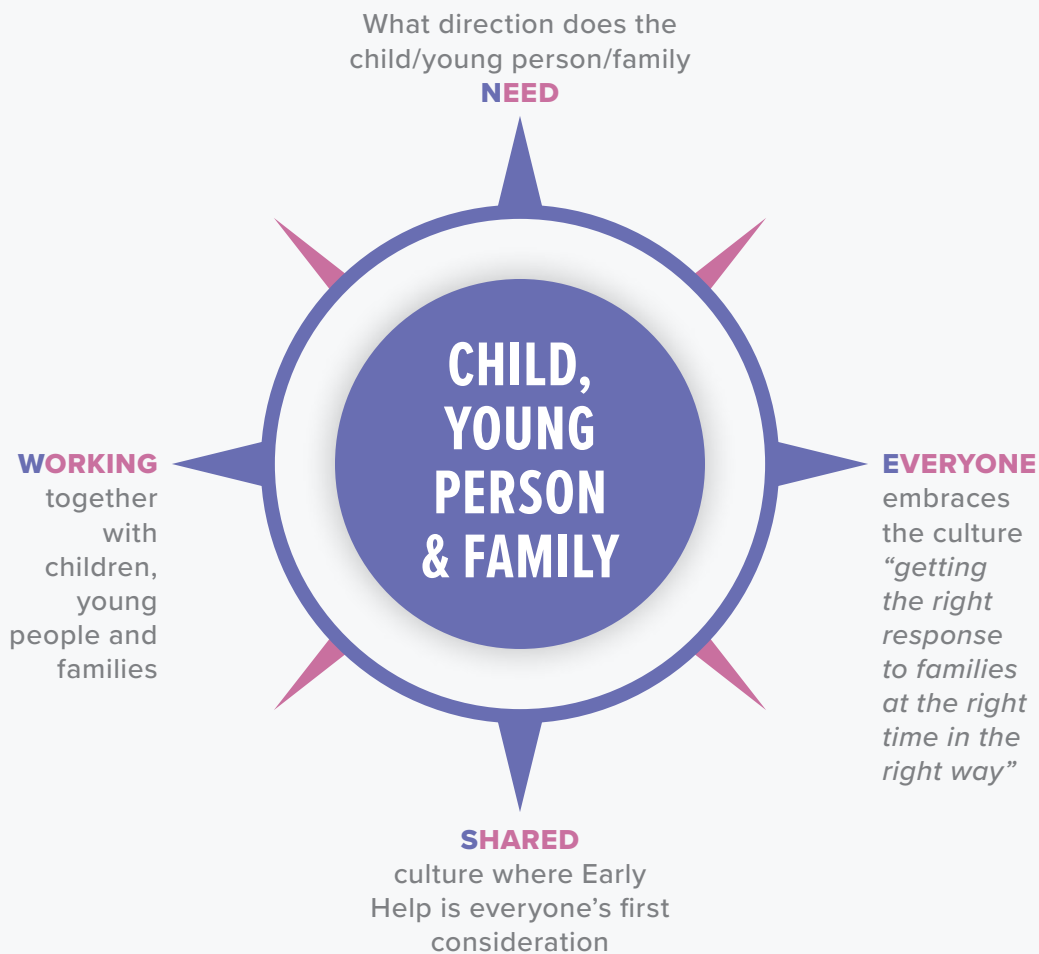 What direction does the
child/young person/family
NEED
CHILD,
YOUNG
PERSON
& FAMILY
WORKING
together
with
children,
young
people and
families
EVERYONE
embraces
the culture
“getting
the right
response
to families
at the right
time in the
right way”
SHARED
culture where Early
Help is everyone’s first
consideration